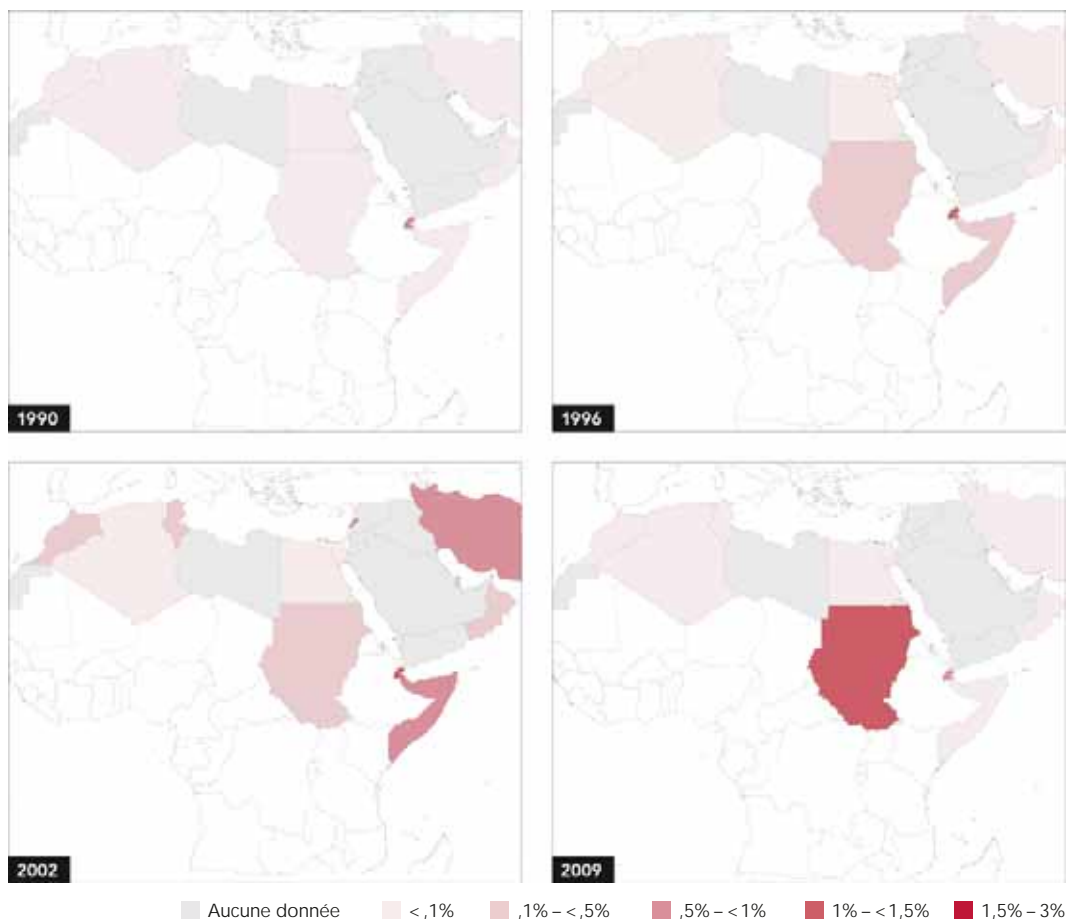 1990
1996
2002
2009
Aucune donnée < ,1% ,1% – < ,5% ,5% – < 1% 1% – < 1,5% 1,5% – 3%